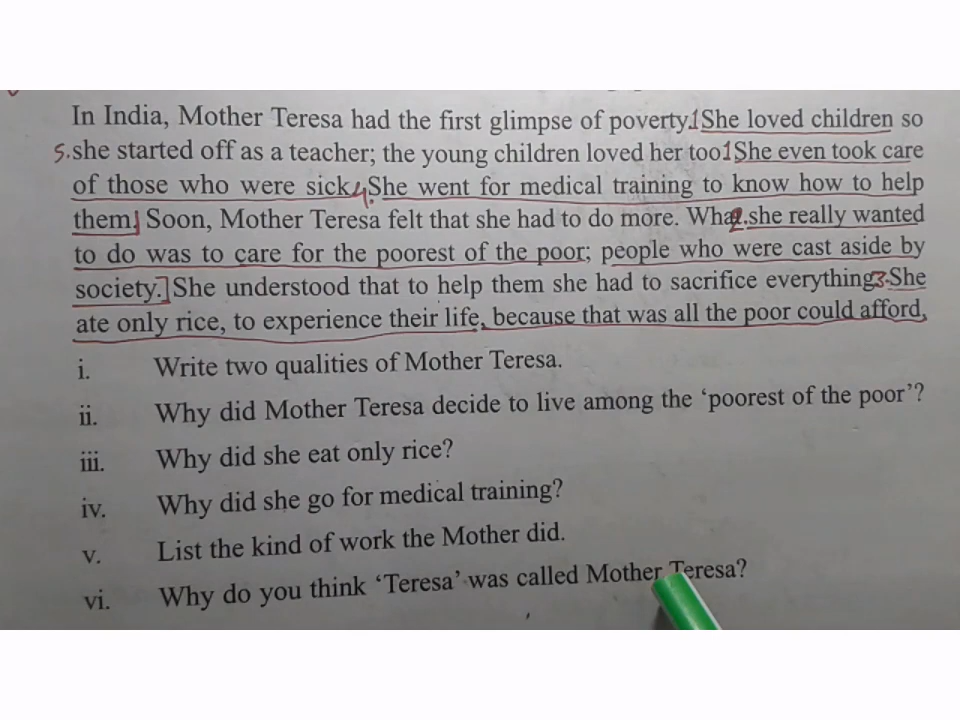 In India, Mother Teresa had the first glimpse of poverty.1She loved children so
5.she started off as a teacher; the young children loved her too1She even took care
of those who were sick.4.She went for medical training to know how to help
them] Soon, Mother Teresa felt that she had to do more. What2.she really wanted
to do was to care for the poorest of the poor; people who were cast aside by
society.] She understood that to help them she had to sacrifice everything3.She
ate only rice, to experience their life, because that was all the poor could afford,
i. Write two qualities of Mother Teresa.
ii. Why did Mother Teresa decide to live among the ‘poorest of the poor’?
iii. Why did she eat only rice?
iv. Why did she go for medical training?
v. List the kind of work the Mother did.
vi. Why do you think ‘Teresa’ was called Mother Teresa?